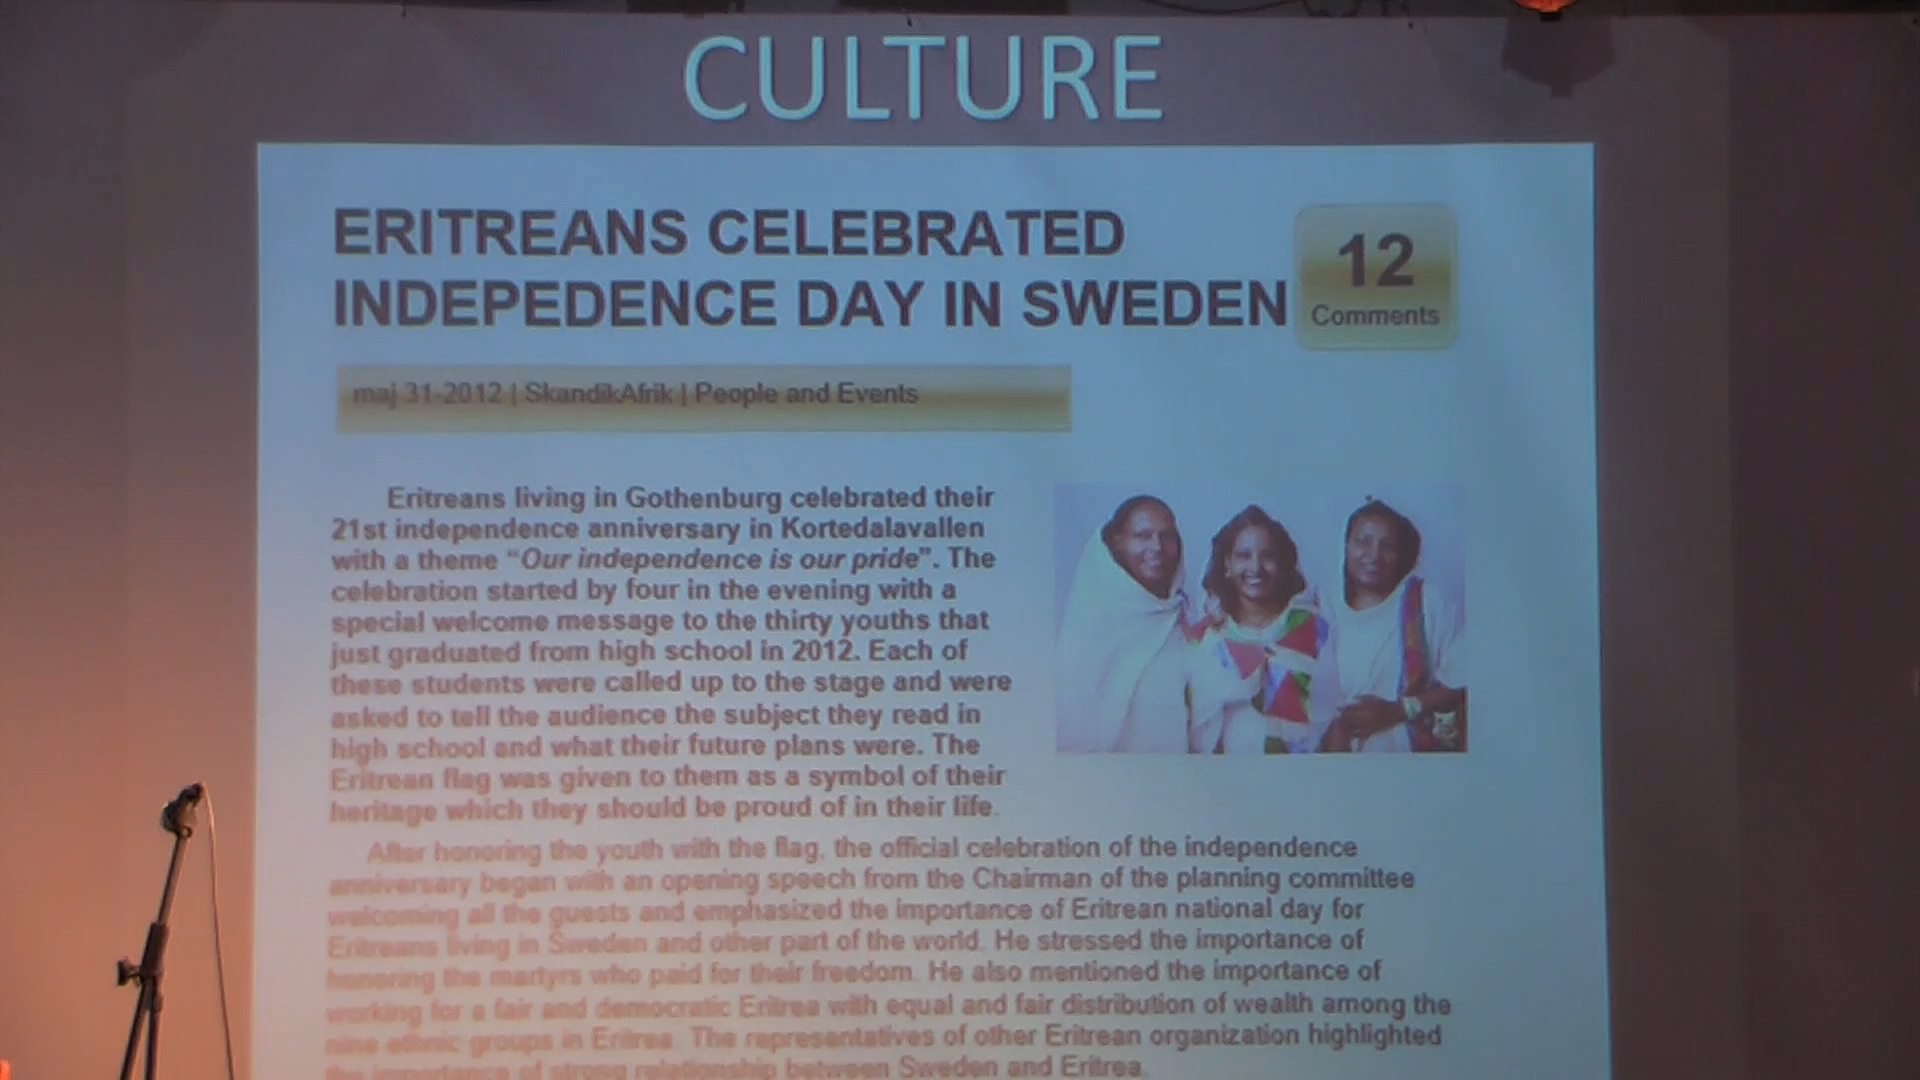 CULTURE
ERITREANS CELEBRATED
INDEPEDENCE DAY IN SWEDEN
12
Comments
maj 31-2012 | SkandikAfrik | People and Events
Eritreans living in Gothenburg celebrated their
21st independence anniversary in Kortedalavallen
with a theme “Our independence is our pride”. The
celebration started by four in the evening with a
special welcome message to the thirty youths that
just graduated from high school in 2012. Each of
these students were called up to the stage and were
asked to tell the audience the subject they read in
high school and what their future plans were. The
Eritrean flag was given to them as a symbol of their
heritage which they should be proud of in their life.
After honoring the youth with the flag, the official celebration of the independence
anniversary began with an opening speech from the Chairman of the planning committee
welcoming all the guests and emphasized the importance of Eritrean national day for
Eritreans living in Sweden and other part of the world. He stressed the importance of
honoring the martyrs who paid for their freedom. He also mentioned the importance of
working for a fair and democratic Eritrea with equal and fair distribution of wealth among the
nine ethnic groups in Eritrea. The representatives of other Eritrean organization highlighted
the importance of strong relationship between Sweden and Eritrea.